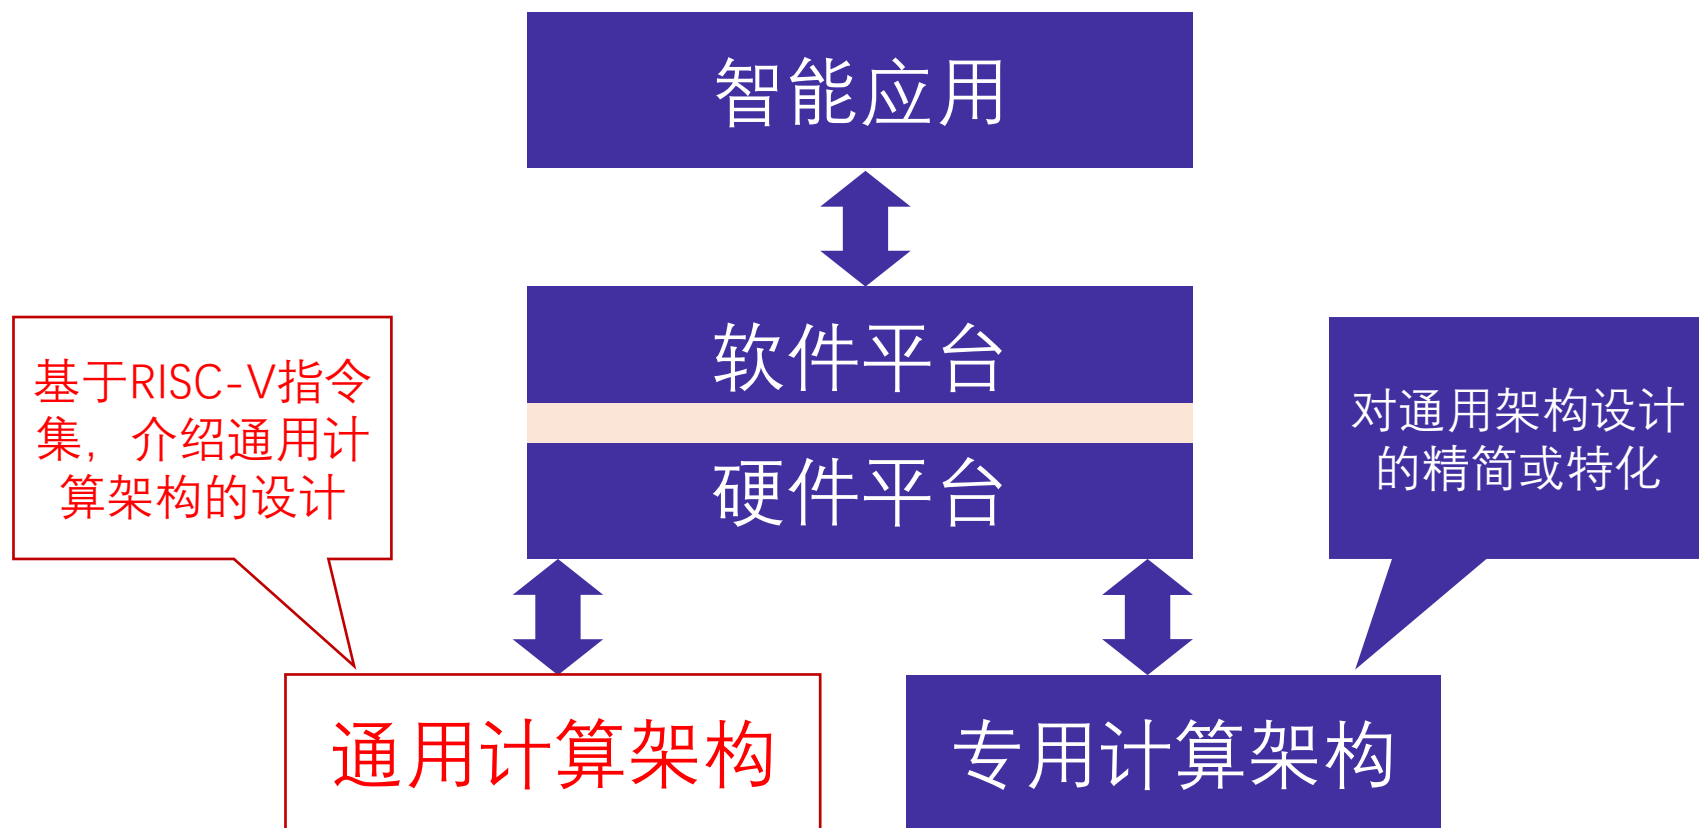 智能应用
软件平台
硬件平台
基于RISC-V指令
集，介绍通用计
算架构的设计
对通用架构设计
的精简或特化
通用计算架构
专用计算架构